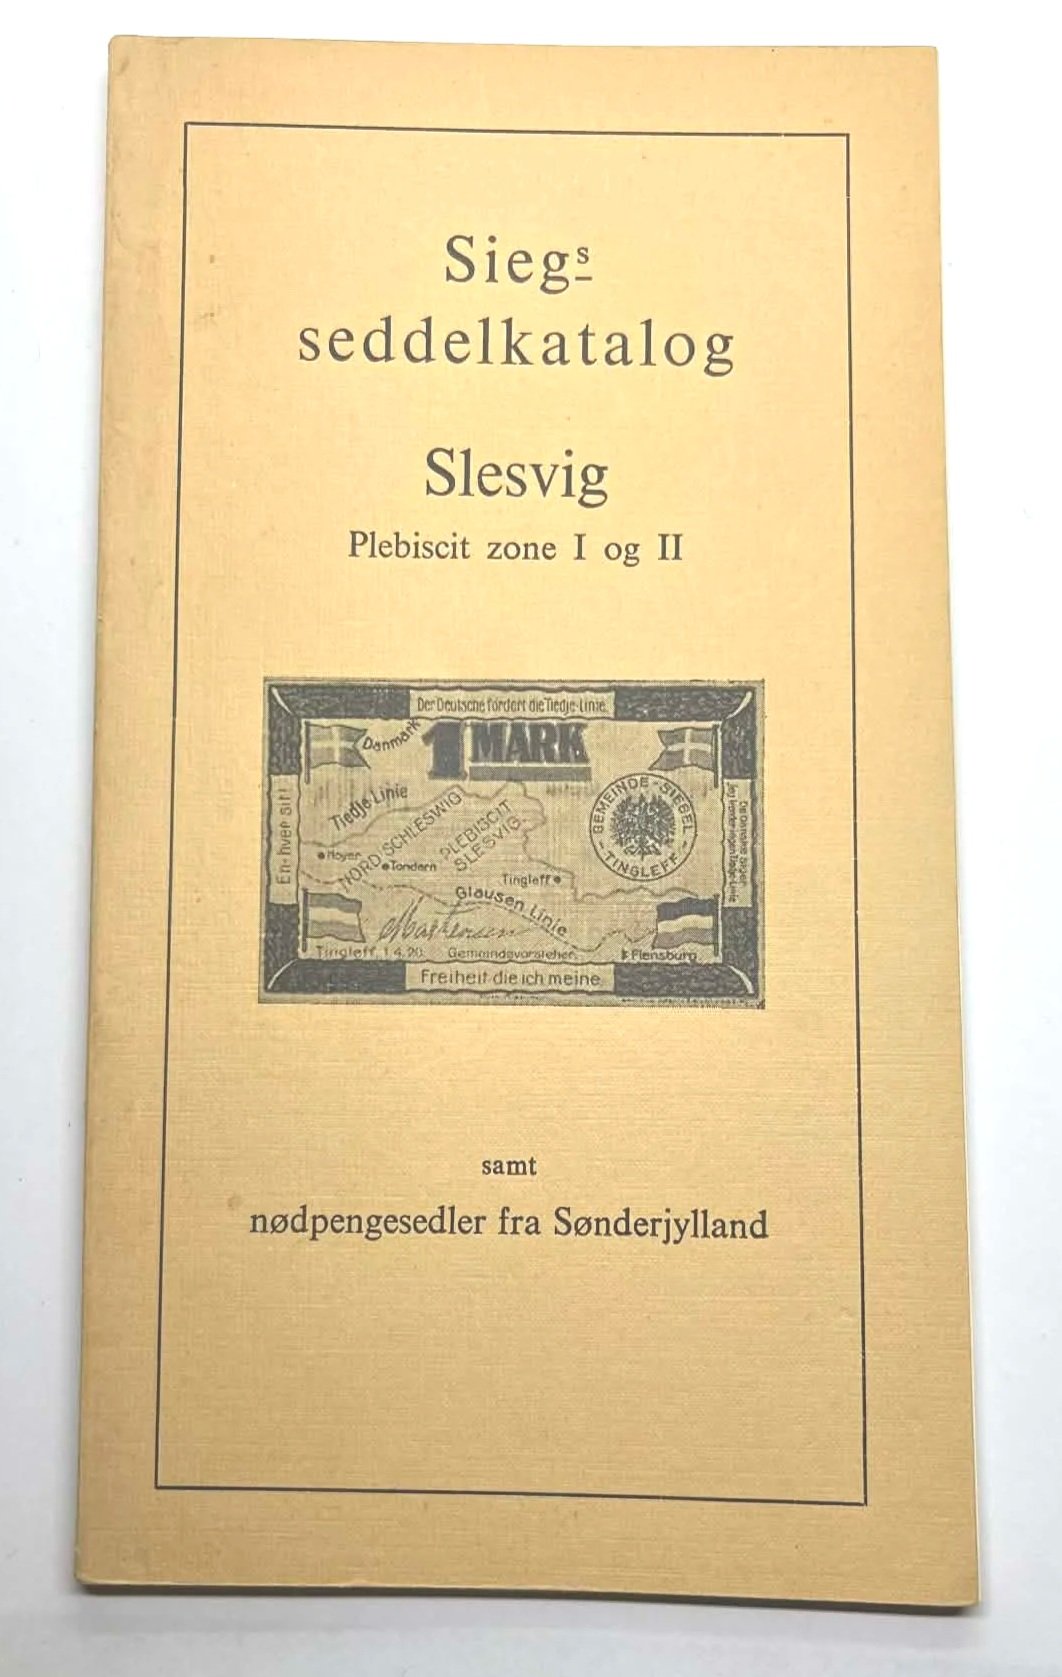 Siegs
seddelkatalog
Slesvig
Plebiscit zone I og II
Der Deutsche fordert die Tiedje-Linie.
Danmark
1 MARK
Tiedje-Linie
NORDSCHLESWIG
PLEBISCIT
SLESVIG
GEMEINDE-SIEGEL
TINGLEFF
En-hver sit!
Hoyer
Tondern
Tingleff
Clausen Linie
Tingleff, 1.4.20.
Gemeindevorsteher.
Flensburg
Freiheit die ich meine
samt
nødpengesedler fra Sønderjylland